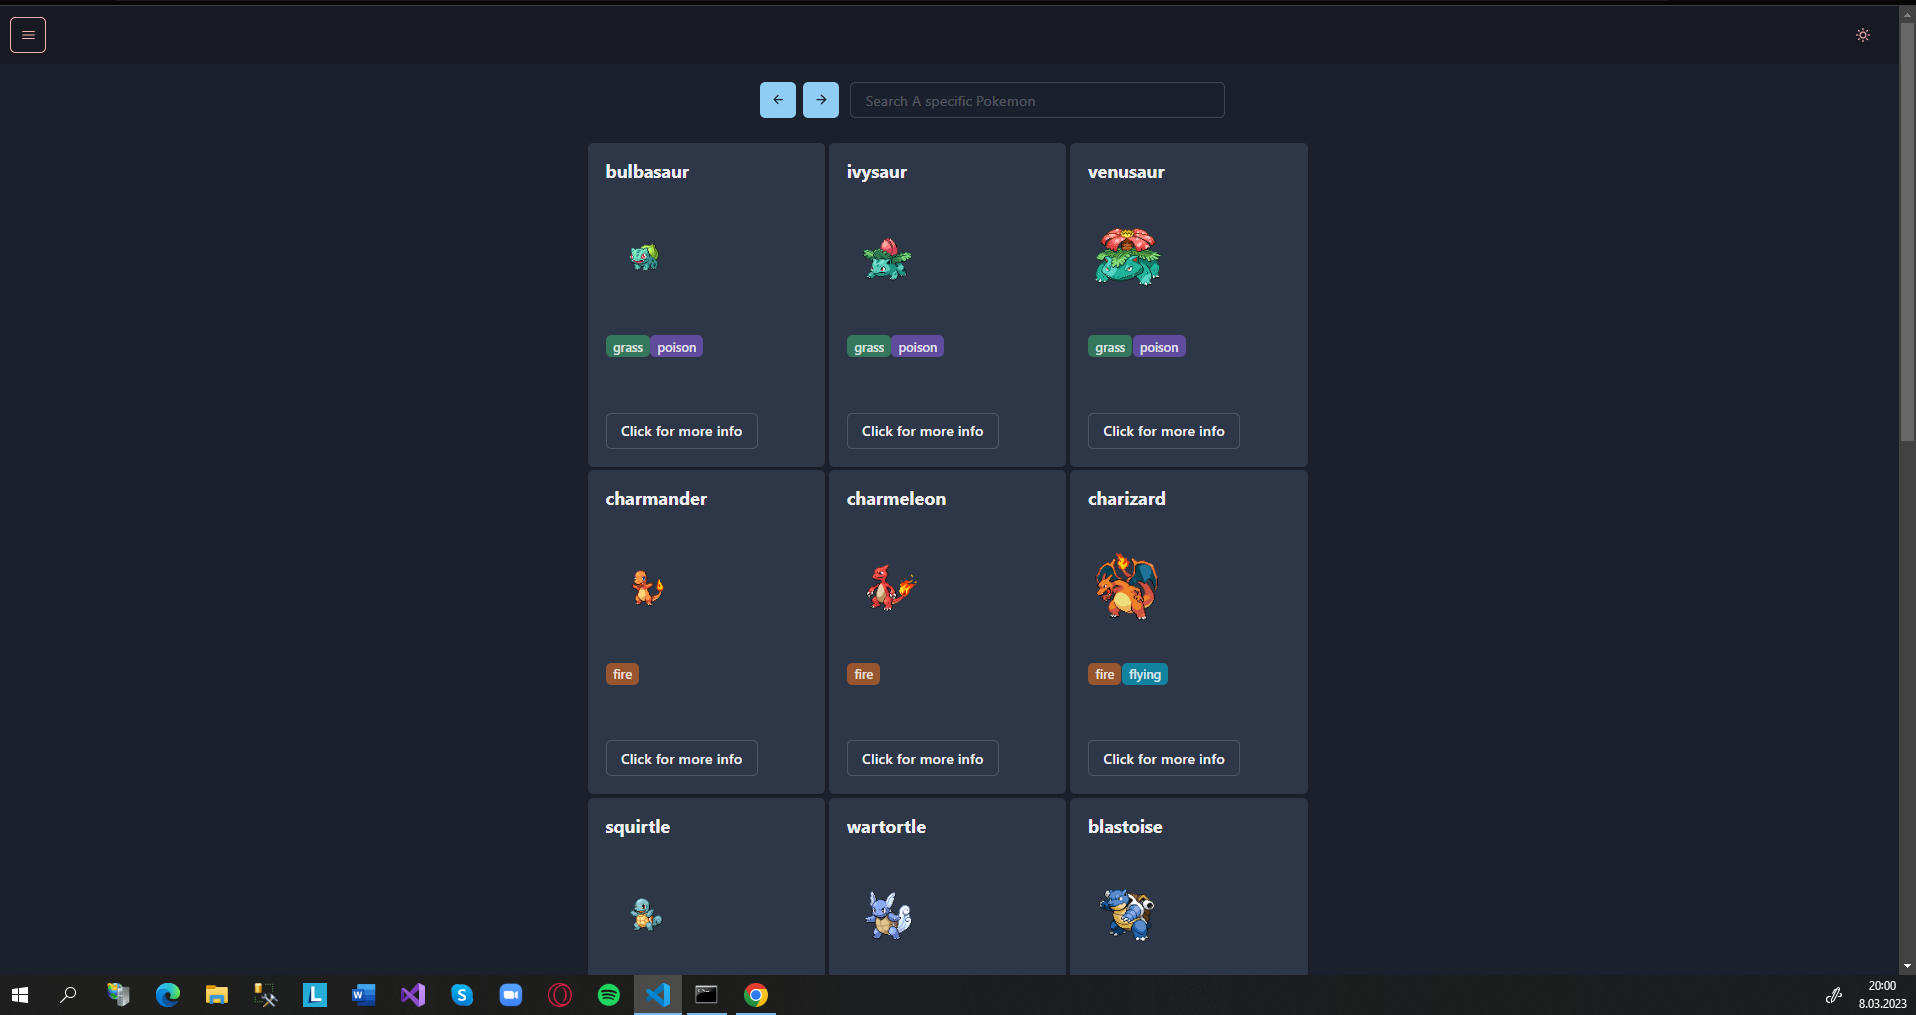 Search A specific Pokemon
bulbasaur
ivysaur
venusaur
grass poison
grass poison
grass poison
Click for more info
Click for more info
Click for more info
charmander
charmeleon
charizard
fire
fire
fire flying
Click for more info
Click for more info
Click for more info
squirtle
wartortle
blastoise
L
W
S
20:00
8.03.2023